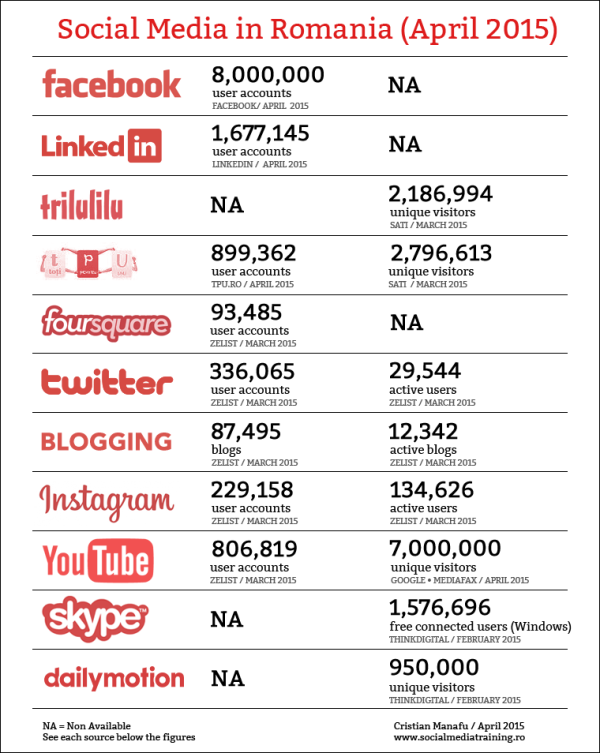 Social Media in Romania (April 2015)
facebook
8,000,000
user accounts
FACEBOOK/ APRIL 2015
NA
Linked in
1,677,145
user accounts
LINKEDIN / APRIL 2015
NA
trilulilu
NA
2,186,994
unique visitors
SATI / MARCH 2015
t P U
899,362
user accounts
TPU.RO / APRIL 2015
2,796,613
unique visitors
SATI / MARCH 2015
foursquare
93,485
user accounts
ZELIST / MARCH 2015
NA
twitter
336,065
user accounts
ZELIST / MARCH 2015
29,544
active users
ZELIST / MARCH 2015
BLOGGING
87,495
blogs
ZELIST / MARCH 2015
12,342
active blogs
ZELIST / MARCH 2015
Instagram
229,158
user accounts
ZELIST / MARCH 2015
134,626
active users
ZELIST / MARCH 2015
YouTube
806,819
user accounts
ZELIST / MARCH 2015
7,000,000
unique visitors
GOOGLE • MEDIAFAX / APRIL 2015
skype™
NA
1,576,696
free connected users (Windows)
THINKDIGITAL / FEBRUARY 2015
dailymotion
NA
950,000
unique visitors
THINKDIGITAL / FEBRUARY 2015
NA = Non Available
See each source below the figures
Cristian Manafu / April 2015
www.socialmediatraining.ro